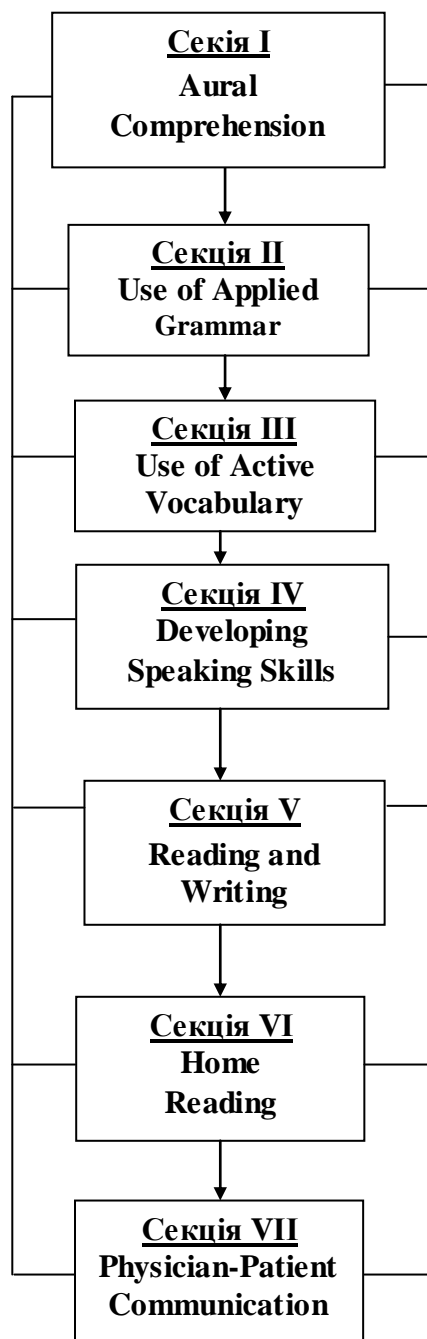 Секія I
Aural
Comprehension
Секція II
Use of Applied
Grammar
Секція III
Use of Active
Vocabulary
Секція IV
Developing
Speaking Skills
Секція V
Reading and
Writing
Секція VI
Home
Reading
Секція VII
Physician-Patient
Communication